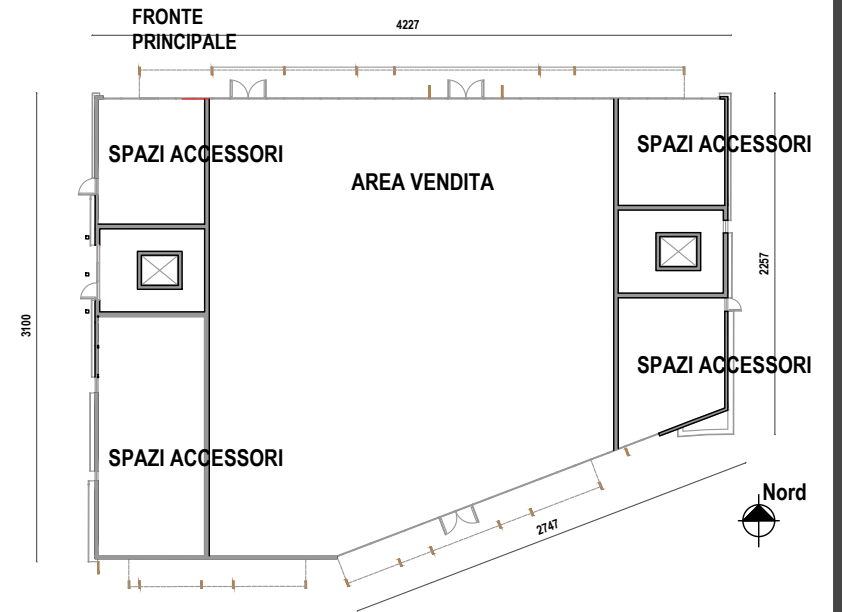 FRONTE
PRINCIPALE
4227
SPAZI ACCESSORI
SPAZI ACCESSORI
AREA VENDITA
2257
3100
SPAZI ACCESSORI
SPAZI ACCESSORI
Nord
2747